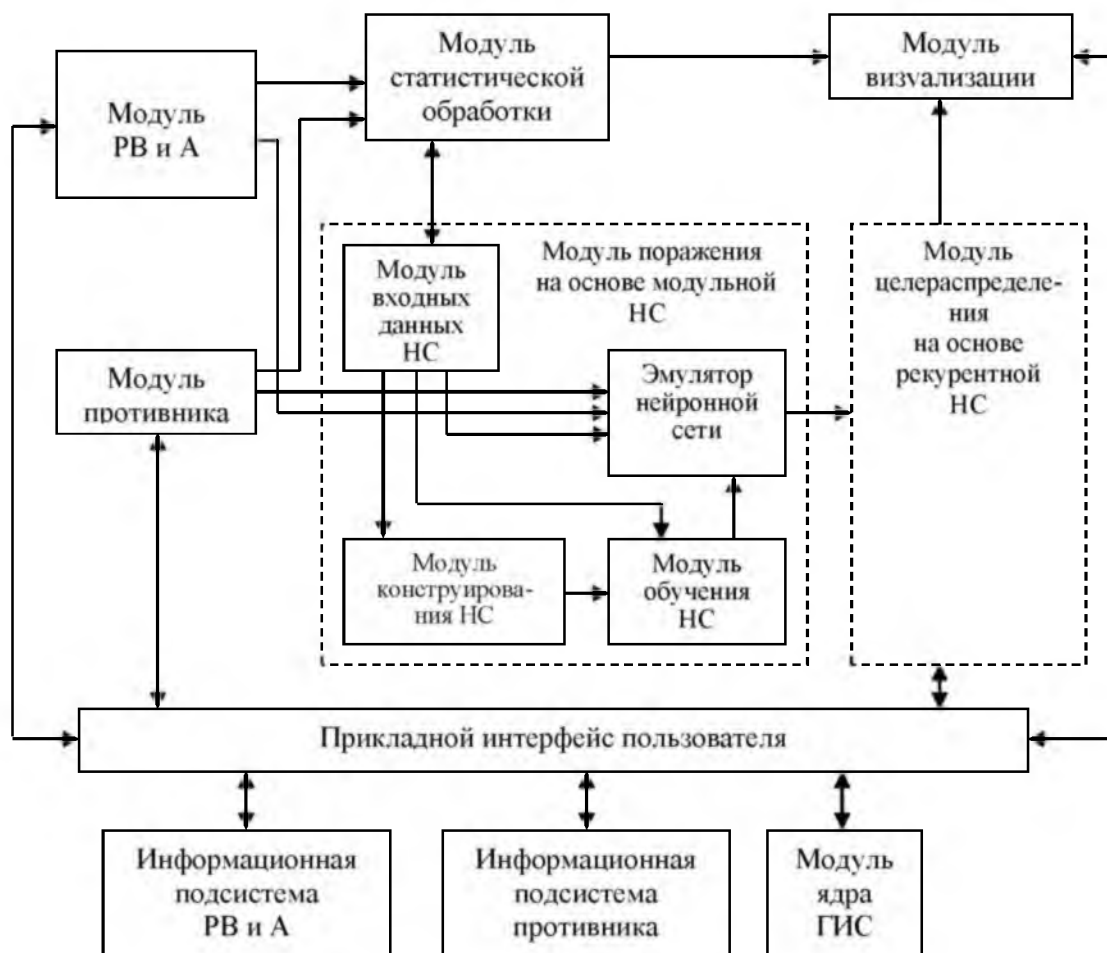 Модуль
РВ и А
Модуль
статистической
обработки
Модуль
визуализации
Модуль
входных
данных
НС
Модуль поражения
на основе модульной
НС
Модуль
целераспределе-
ния
на основе
рекурентной
НС
Модуль
противника
Эмулятор
нейронной
сети
Модуль
конструирова-
ния НС
Модуль
обучения
НС
Прикладной интерфейс пользователя
Информационная
подсистема
РВ и А
Информационная
подсистема
противника
Модуль
ядра
ГИС